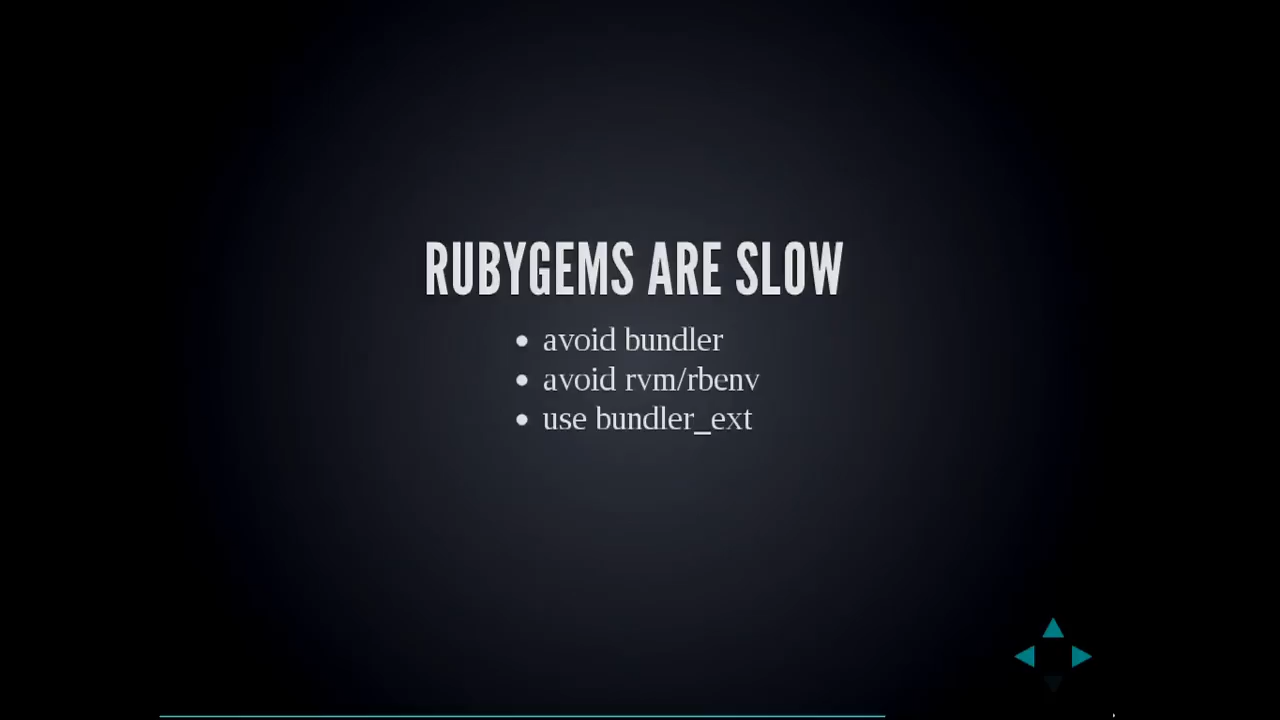 RUBYGEMS ARE SLOW
avoid bundler
avoid rvm/rbenv
use bundler_ext